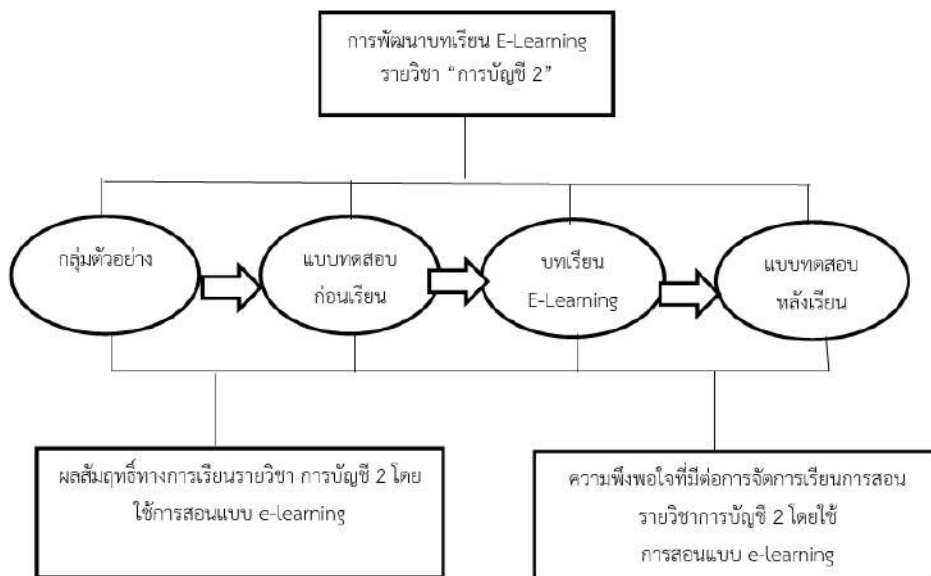 การพัฒนาบทเรียน E-Learning
รายวิชา “การบัญชี 2”
กลุ่มตัวอย่าง
แบบทดสอบ
ก่อนเรียน
บทเรียน
E-Learning
แบบทดสอบ
หลังเรียน
ผลสัมฤทธิ์ทางการเรียนรายวิชา การบัญชี 2 โดย
ใช้การสอนแบบ e-learning
ความพึงพอใจที่มีต่อการจัดการเรียนการสอน
รายวิชาการบัญชี 2 โดยใช้
การสอนแบบ e-learning